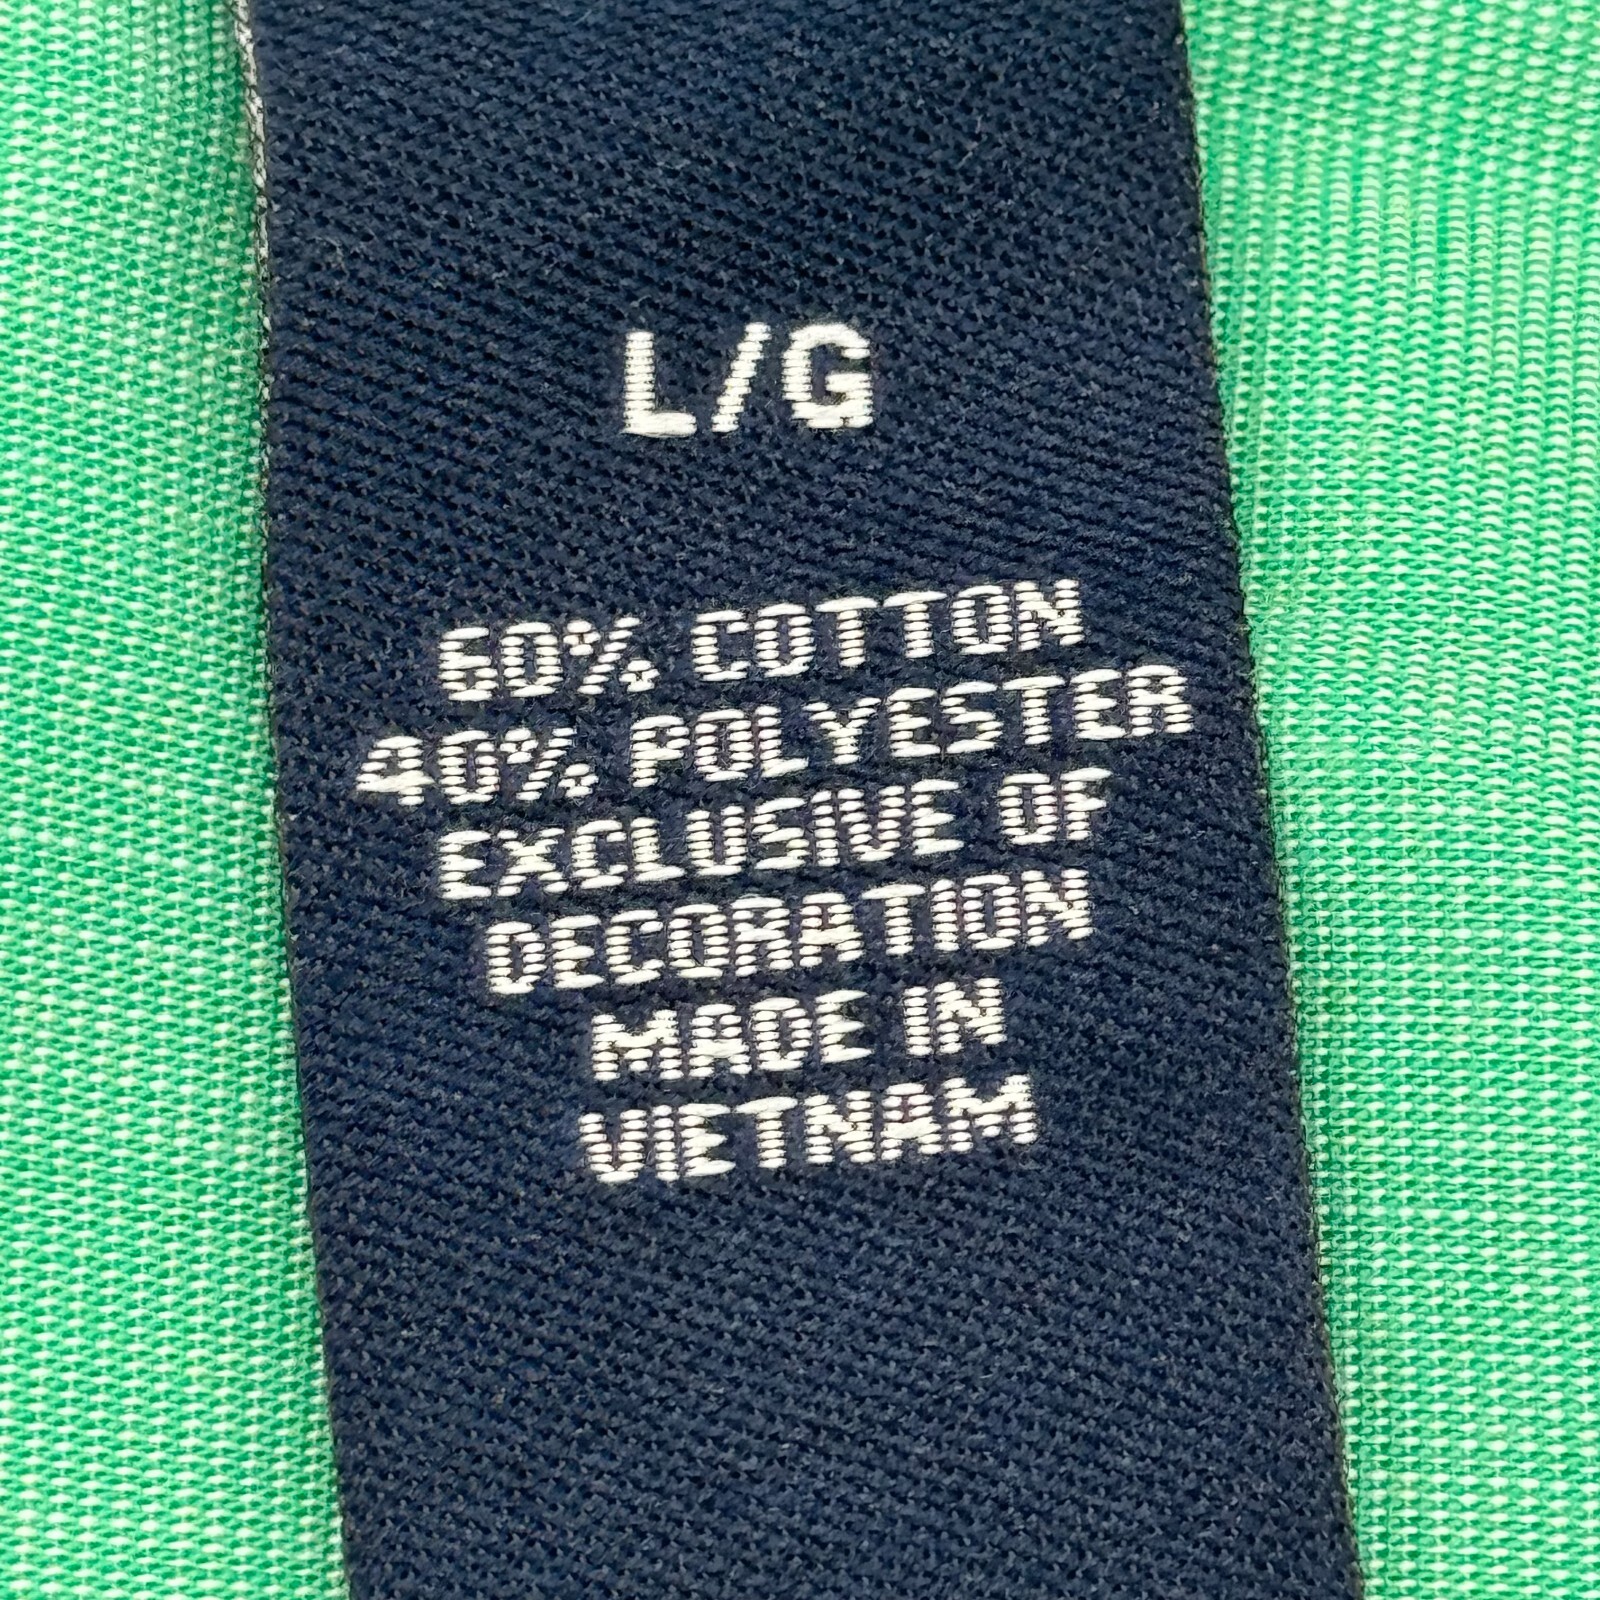 L/G
60% COTTON
40% POLYESTER
EXCLUSIVE OF
DECORATION
MADE IN
VIETNAM